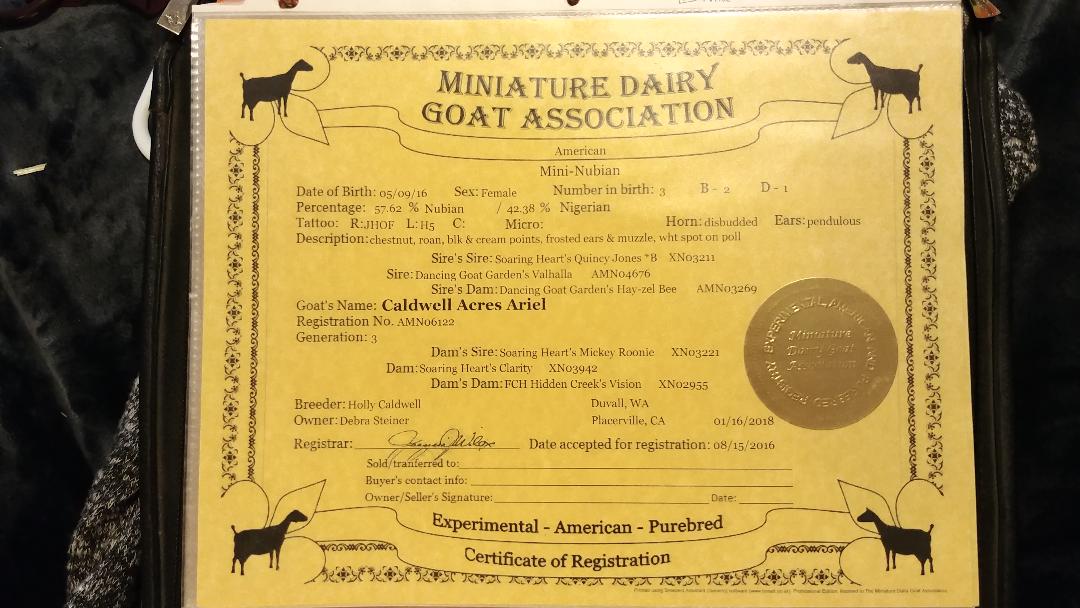 MINIATURE DAIRY
GOAT ASSOCIATION
American
Mini-Nubian
Date of Birth: 05/09/16 Sex: Female Number in birth: 3 B - 2 D - 1
Percentage: 57.62 % Nubian / 42.38 % Nigerian
Tattoo: R:JHOF L:H5 C: Micro: Horn: disbudded Ears: pendulous
Description: chestnut, roan, blk & cream points, frosted ears & muzzle, wht spot on poll
Sire's Sire: Soaring Heart's Quincy Jones *B XN03211
Sire: Dancing Goat Garden's Valhalla AMN04676
Sire's Dam: Dancing Goat Garden's Hay-zel Bee AMN03269
Goat's Name: Caldwell Acres Ariel
Registration No. AMN06122
Generation: 3
Dam's Sire: Soaring Heart's Mickey Roonie XN03221
Dam: Soaring Heart's Clarity XN03942
Dam's Dam: FCH Hidden Creek's Vision XN02955
Miniature
Dairy Goat
Association
Breeder: Holly Caldwell Duvall, WA
Owner: Debra Steiner Placerville, CA 01/16/2018
Registrar: Date accepted for registration: 08/15/2016
Sold/tranferred to:
Buyer's contact info:
Owner/Seller's Signature: Date:
Experimental - American - Purebred
Certificate of Registration